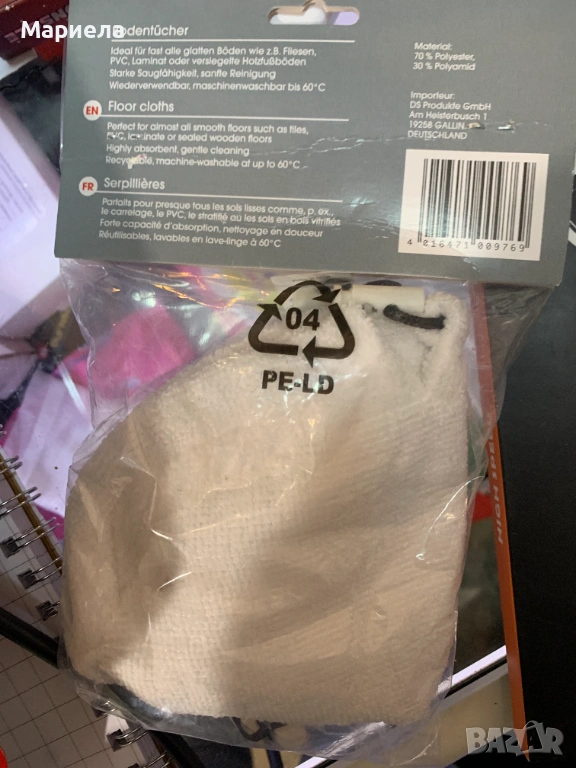 Мариела
Bodentücher
Ideal für fast alle glatten Böden wie z.B. Fliesen,
PVC, Laminat oder versiegelte Holzfußböden
Starke Saugfähigkeit, sanfte Reinigung
Wiederverwendbar, maschinenwaschbar bis 60°C
EN Floor cloths
Perfect for almost all smooth floors such as tiles,
PVC, laminate or sealed wooden floors
Highly absorbent, gentle cleaning
Recyclable, machine-washable at up to 60°C
FR Serpillières
Parfaits pour presque tous les sols lisses comme, p. ex.,
le carrelage, le PVC, le stratifié ou les sols en bois vitrifiés
Forte capacité d'absorption, nettoyage en douceur
Réutilisables, lavables en lave-linge à 60°C
Material:
70 % Polyester,
30 % Polyamid
Importeur:
DS Produkte GmbH
Am Heisterbusch 1
19258 GALLIN
DEUTSCHLAND
4 216471 009769
04
PE-LD
HIGH
BAZAR